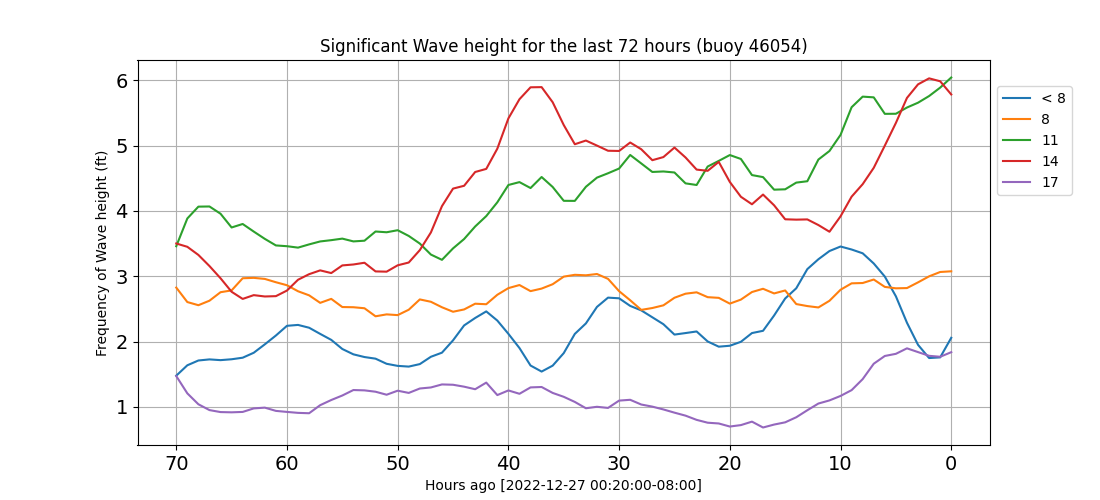 Significant Wave height for the last 72 hours (buoy 46054)
Frequency of Wave height (ft)
6
5
4
3
2
1
70 60 50 40 30 20 10 0
Hours ago [2022-12-27 00:20:00-08:00]
< 8
8
11
14
17